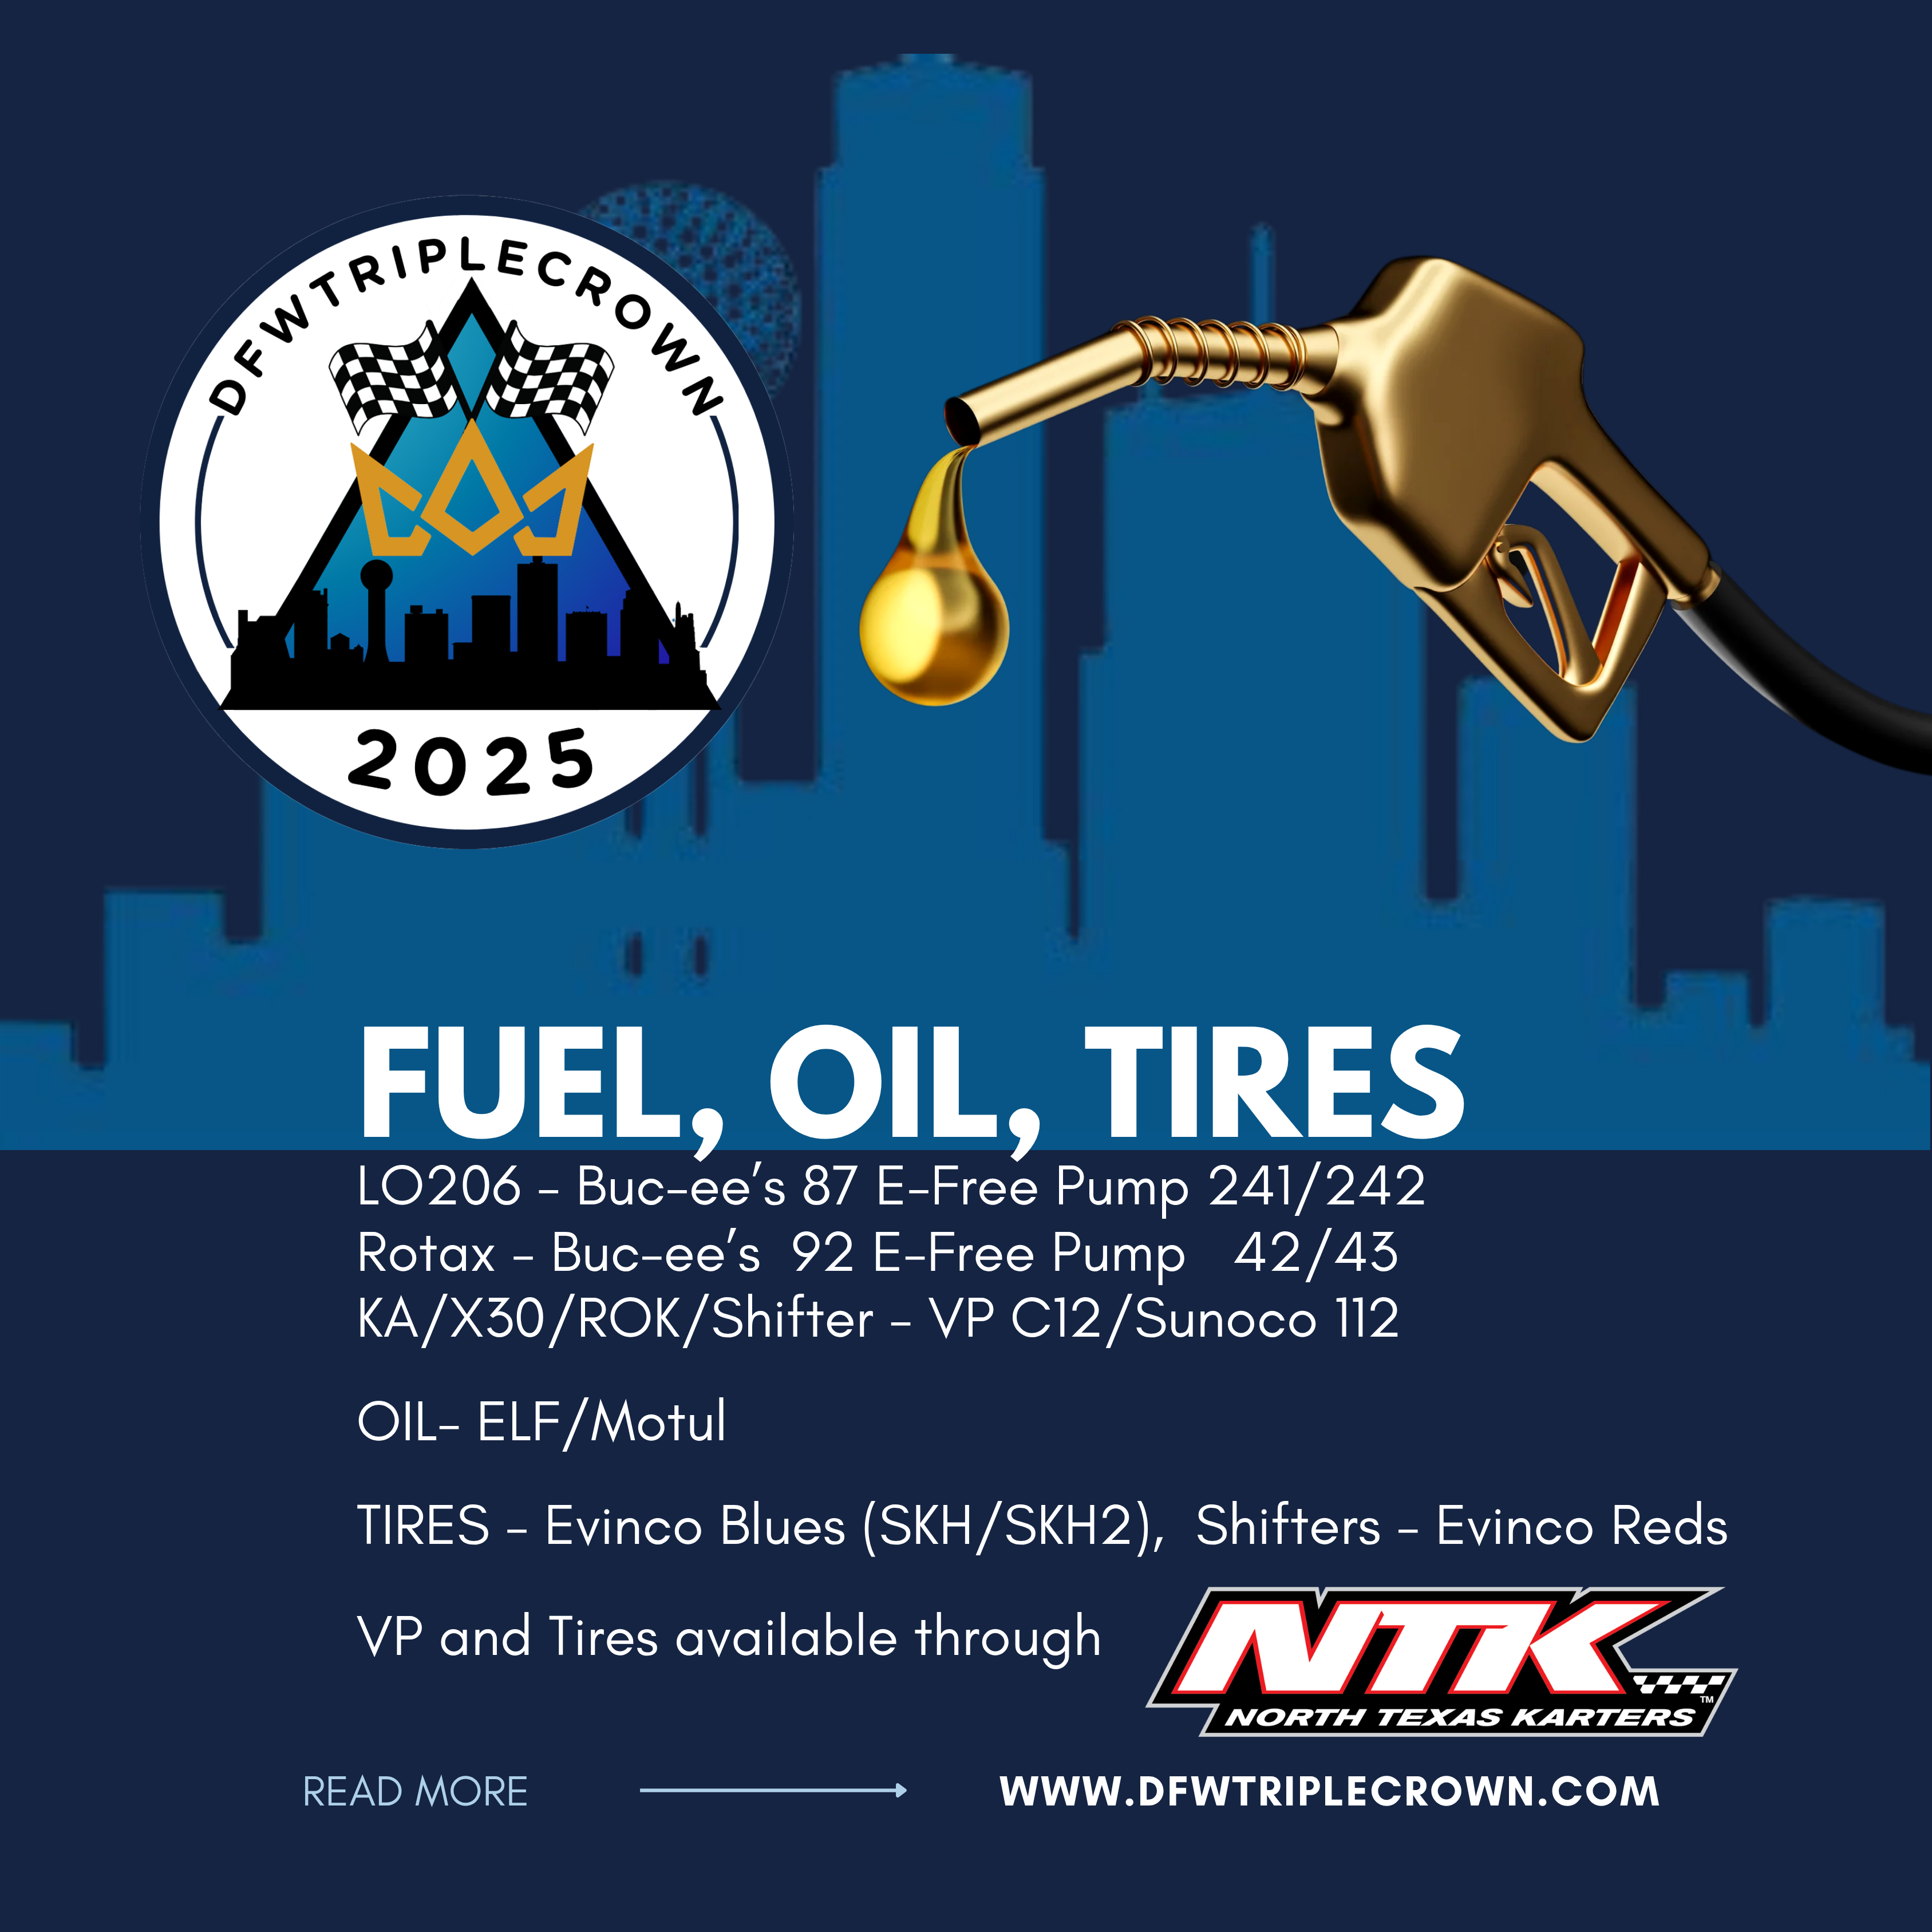 DFWTRIPLECROWN
2025
FUEL, OIL, TIRES
LO206 - Buc-ee's 87 E-Free Pump 241/242
Rotax - Buc-ee's  92 E-Free Pump   42/43
KA/X30/ROK/Shifter - VP C12/Sunoco 112
OIL- ELF/Motul
TIRES - Evinco Blues (SKH/SKH2),  Shifters - Evinco Reds
VP and Tires available through
NTK
TM
NORTH TEXAS KARTERS
READ MORE
WWW.DFWTRIPLECROWN.COM